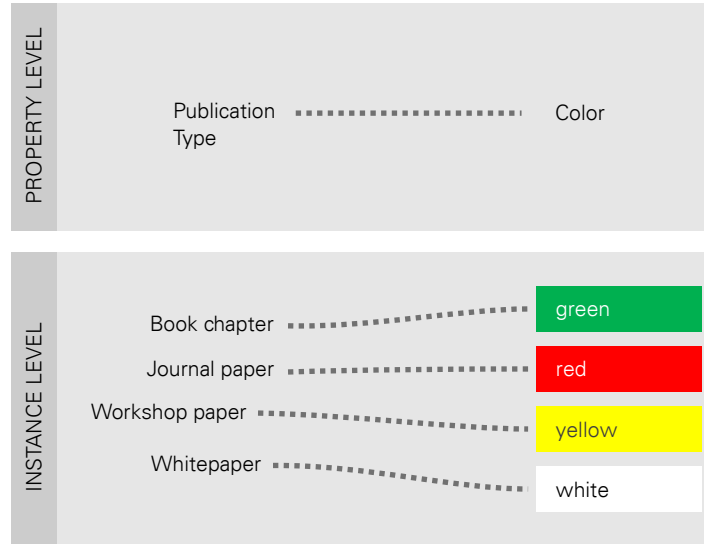 PROPERTY LEVEL
Publication
Type
Color
INSTANCE LEVEL
Book chapter
green
Journal paper
red
Workshop paper
yellow
Whitepaper
white